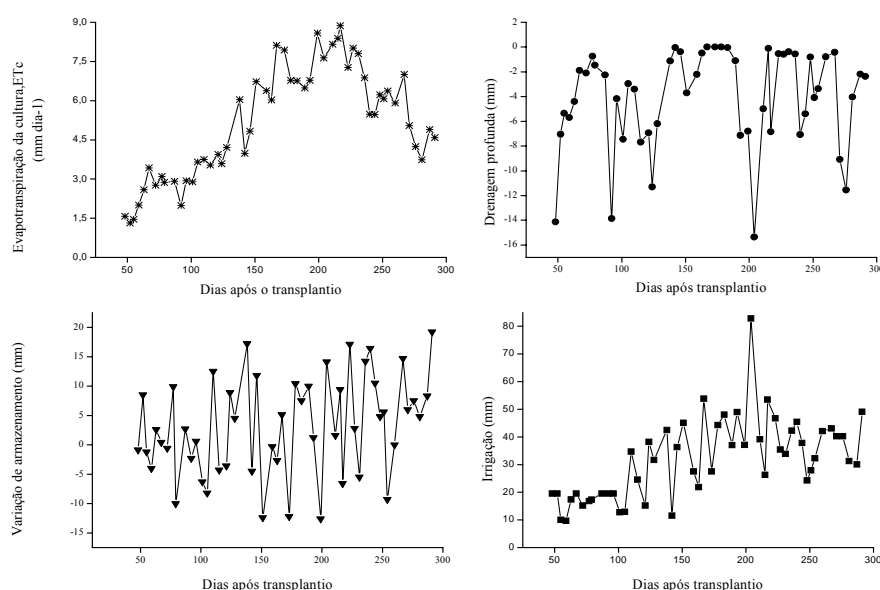 Evapotranspiração da cultura,ETc
(mm dia-1)
9,0
7,5
6,0
4,5
3,0
1,5
0,0
50 100 150 200 250 300
Dias após o transplantio
Drenagem profunda (mm)
2
0
-2
-4
-6
-8
-10
-12
-14
-16
50 100 150 200 250 300
Dias após transplantio
Variação de armazenamento (mm)
20
15
10
5
0
-5
-10
-15
50 100 150 200 250 300
Dias após transplantio
Irrigação (mm)
80
70
60
50
40
30
20
10
0
50 100 150 200 250 300
Dias após transplantio